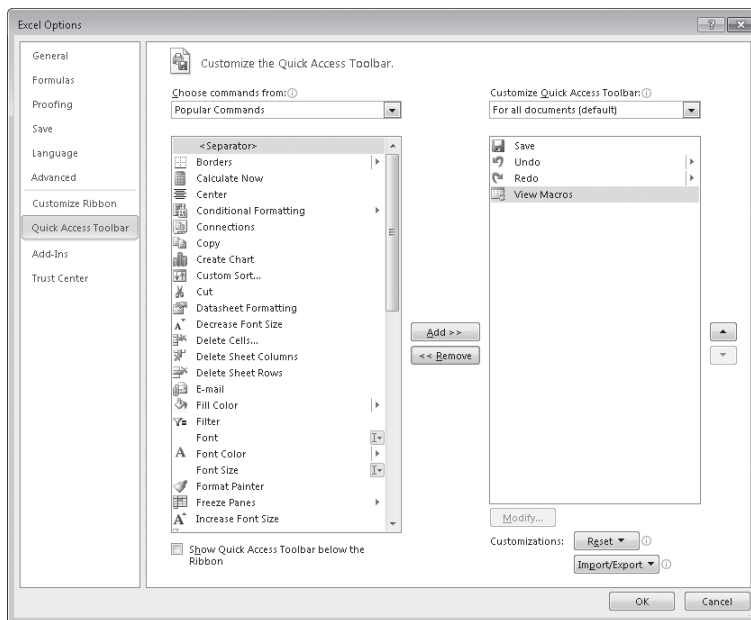 Excel Options
General
Formulas
Proofing
Save
Language
Advanced
Customize Ribbon
Quick Access Toolbar
Add-Ins
Trust Center
Customize the Quick Access Toolbar.
Choose commands from:
Popular Commands
<Separator>
Borders
Calculate Now
Center
Conditional Formatting
Connections
Copy
Create Chart
Custom Sort...
Cut
Datasheet Formatting
Decrease Font Size
Delete Cells...
Delete Sheet Columns
Delete Sheet Rows
E-mail
Fill Color
Filter
Font
Font Color
Font Size
Format Painter
Freeze Panes
Increase Font Size
Show Quick Access Toolbar below the
Ribbon
Add >>
<< Remove
Customize Quick Access Toolbar:
For all documents (default)
Save
Undo
Redo
View Macros
Modify...
Customizations: Reset
Import/Export
OK Cancel